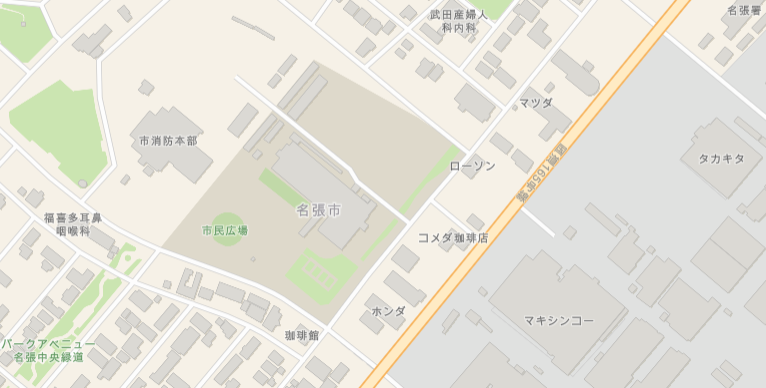 武田産婦人
科内科
名張署
マツダ
市消防本部
国道165号線
ローソン
タカキタ
名張市
福喜多耳鼻
咽喉科
市民広場
コメダ珈琲店
ホンダ
マキシンコー
珈琲館
パークアベニュー
名張中央緑道